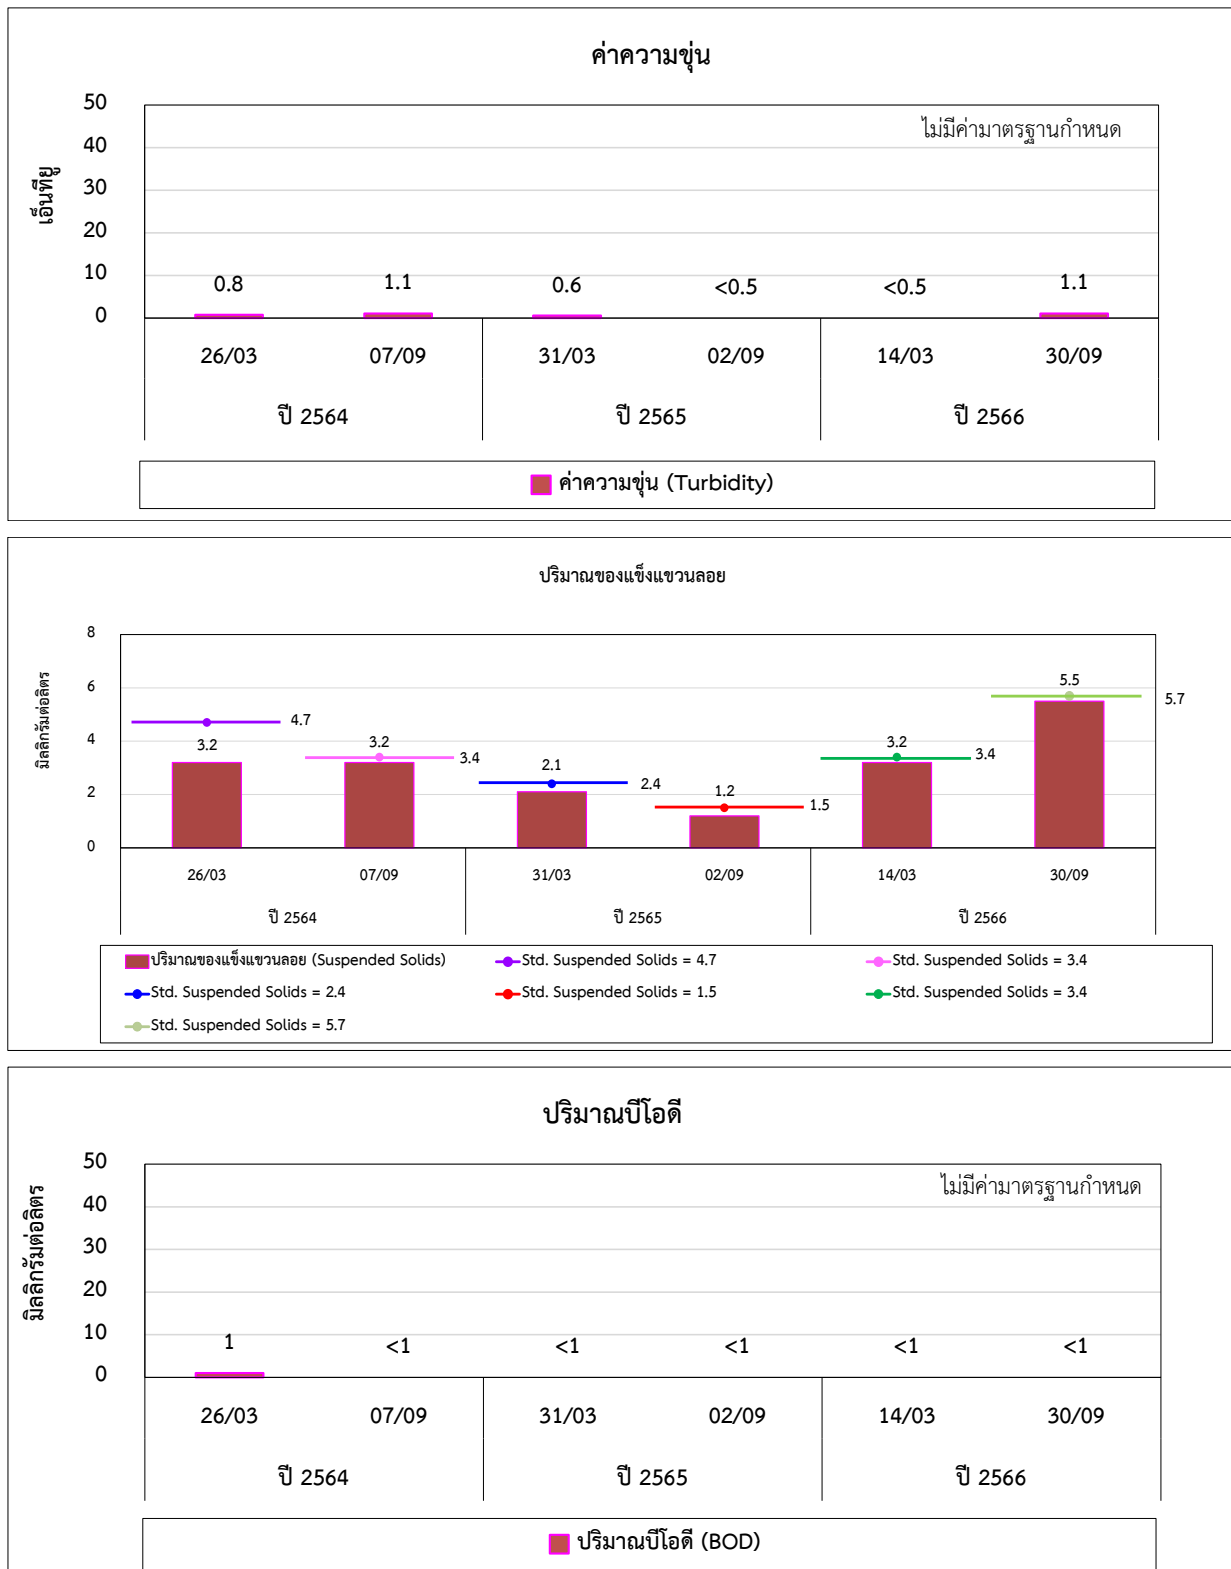 ค่าความขุ่น
ไม่มีค่ามาตรฐานกำหนด
เอ็นทียู
50
40
30
20
10
0
0.8 1.1 0.6 <0.5 <0.5 1.1
26/03 07/09 31/03 02/09 14/03 30/09
ปี 2564 ปี 2565 ปี 2566
ค่าความขุ่น (Turbidity)
ปริมาณของแข็งแขวนลอย
มิลลิกรัมต่อลิตร
8
6
4
2
0
3.2 3.2 2.1 1.2 3.2 5.5
4.7 3.4 2.4 1.5 3.4 5.7
26/03 07/09 31/03 02/09 14/03 30/09
ปี 2564 ปี 2565 ปี 2566
ปริมาณของแข็งแขวนลอย (Suspended Solids) Std. Suspended Solids = 4.7 Std. Suspended Solids = 3.4
Std. Suspended Solids = 2.4 Std. Suspended Solids = 1.5 Std. Suspended Solids = 3.4
Std. Suspended Solids = 5.7
ปริมาณบีโอดี
ไม่มีค่ามาตรฐานกำหนด
มิลลิกรัมต่อลิตร
50
40
30
20
10
0
1 <1 <1 <1 <1 <1
26/03 07/09 31/03 02/09 14/03 30/09
ปี 2564 ปี 2565 ปี 2566
ปริมาณบีโอดี (BOD)